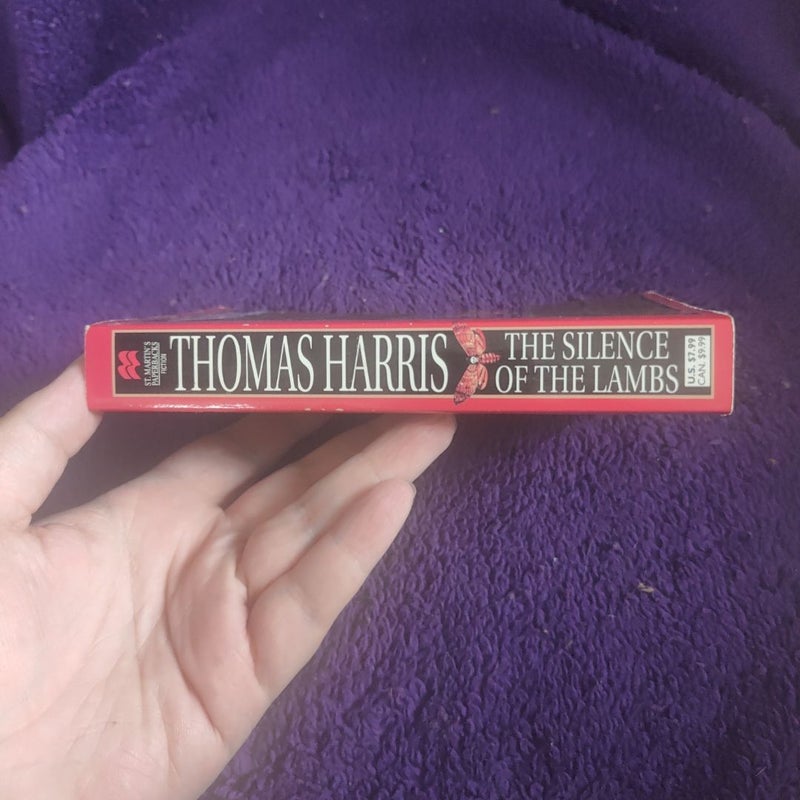 ST. MARTIN'S
PAPERBACKS
FICTION
THOMAS HARRIS
THE SILENCE
OF THE LAMBS
U.S. $7.99
CAN. $9.99